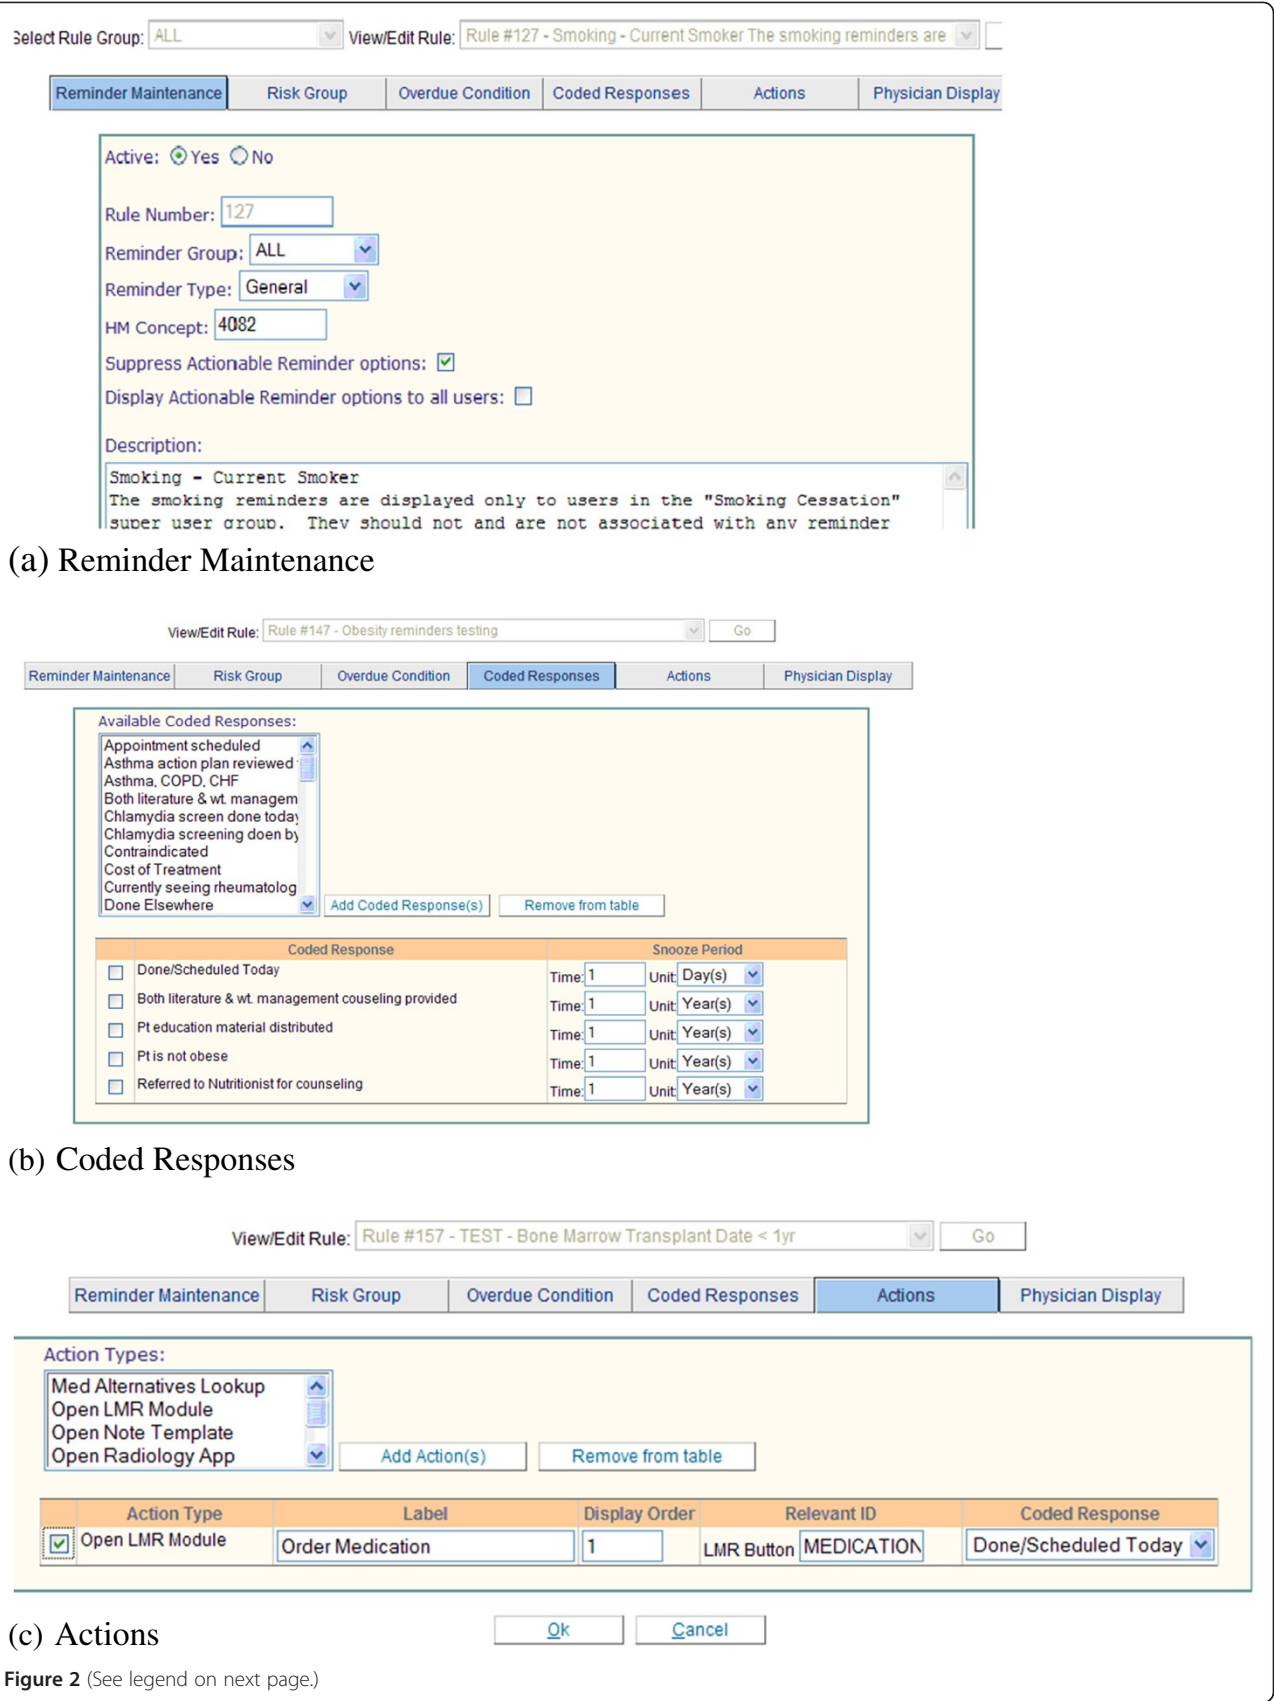 Select Rule Group: ALL View/Edit Rule: Rule #127 - Smoking - Current Smoker The smoking reminders are
Reminder Maintenance Risk Group Overdue Condition Coded Responses Actions Physician Display
Active: Yes No
Rule Number: 127
Reminder Group: ALL
Reminder Type: General
HM Concept: 4082
Suppress Actionable Reminder options:
Display Actionable Reminder options to all users:
Description:
Smoking - Current Smoker
The smoking reminders are displayed only to users in the "Smoking Cessation"
super user group. They should not and are not associated with any reminder
(a) Reminder Maintenance
View/Edit Rule: Rule #147 - Obesity reminders testing Go
Reminder Maintenance Risk Group Overdue Condition Coded Responses Actions Physician Display
Available Coded Responses:
Appointment scheduled
Asthma action plan reviewed
Asthma, COPD, CHF
Both literature & wt. managem
Chlamydia screen done today
Chlamydia screening doen by
Contraindicated
Cost of Treatment
Currently seeing rheumatolog
Done Elsewhere Add Coded Response(s) Remove from table
Coded Response Snooze Period
Done/Scheduled Today Time: 1 Unit: Day(s)
Both literature & wt. management couseling provided Time: 1 Unit: Year(s)
Pt education material distributed Time: 1 Unit: Year(s)
Pt is not obese Time: 1 Unit: Year(s)
Referred to Nutritionist for counseling Time: 1 Unit: Year(s)
(b) Coded Responses
View/Edit Rule: Rule #157 - TEST - Bone Marrow Transplant Date < 1yr Go
Reminder Maintenance Risk Group Overdue Condition Coded Responses Actions Physician Display
Action Types:
Med Alternatives Lookup
Open LMR Module
Open Note Template
Open Radiology App Add Action(s) Remove from table
Action Type Label Display Order Relevant ID Coded Response
Open LMR Module Order Medication 1 LMR Button MEDICATION Done/Scheduled Today
(c) Actions Ok Cancel
Figure 2 (See legend on next page.)